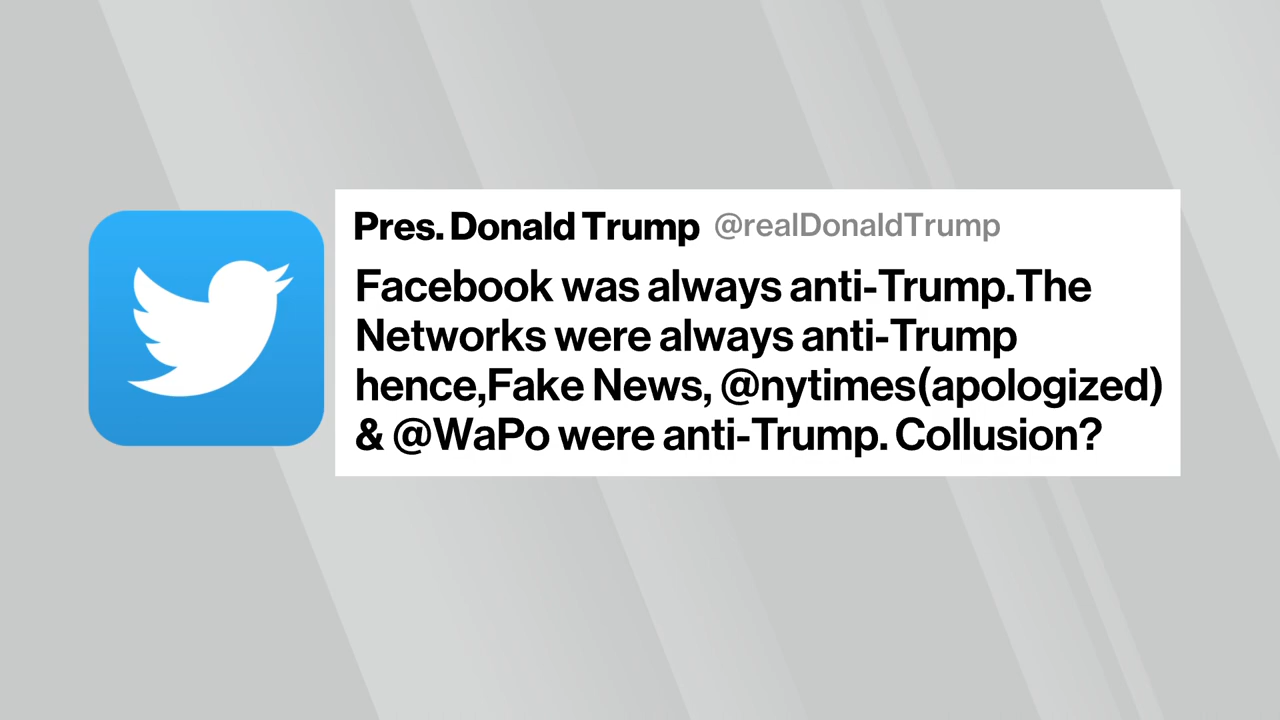 Pres. Donald Trump @realDonaldTrump
Facebook was always anti-Trump.The
Networks were always anti-Trump
hence,Fake News, @nytimes(apologized)
& @WaPo were anti-Trump. Collusion?